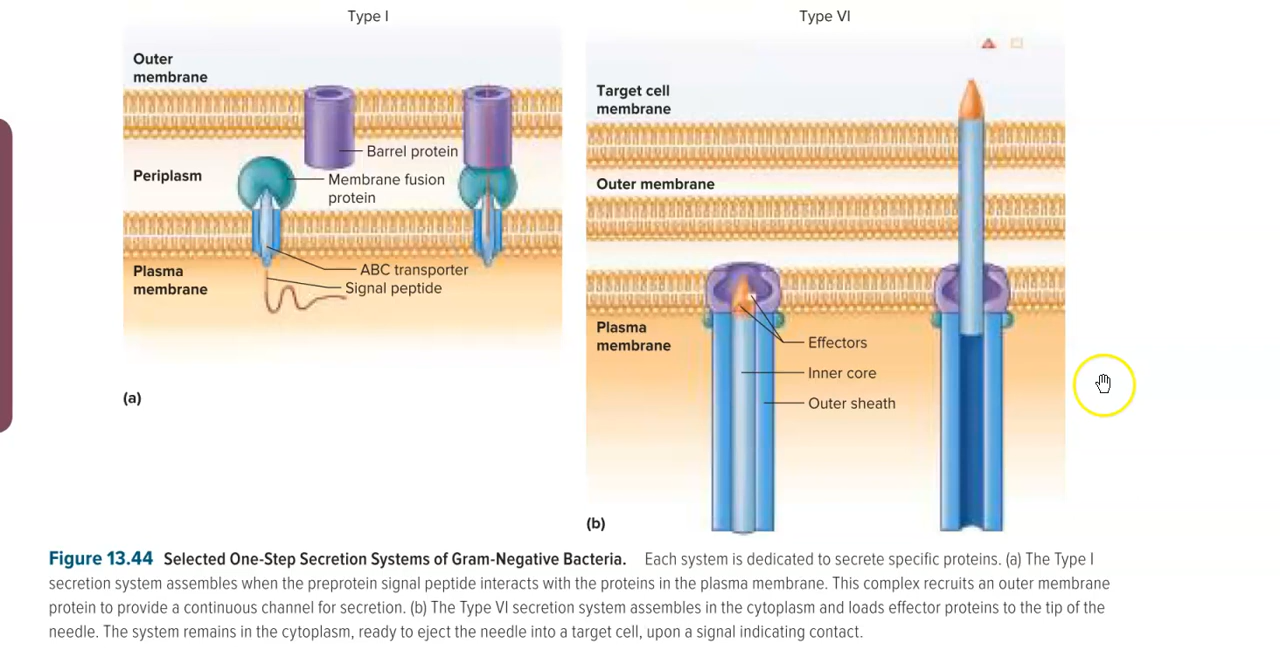 Type I
Outer
membrane
Barrel protein
Periplasm
Membrane fusion
protein
Plasma
membrane
ABC transporter
Signal peptide
(a)
Type VI
Target cell
membrane
Outer membrane
Plasma
membrane
Effectors
Inner core
Outer sheath
(b)
Figure 13.44 Selected One-Step Secretion Systems of Gram-Negative Bacteria. Each system is dedicated to secrete specific proteins. (a) The Type I
secretion system assembles when the preprotein signal peptide interacts with the proteins in the plasma membrane. This complex recruits an outer membrane
protein to provide a continuous channel for secretion. (b) The Type VI secretion system assembles in the cytoplasm and loads effector proteins to the tip of the
needle. The system remains in the cytoplasm, ready to eject the needle into a target cell, upon a signal indicating contact.